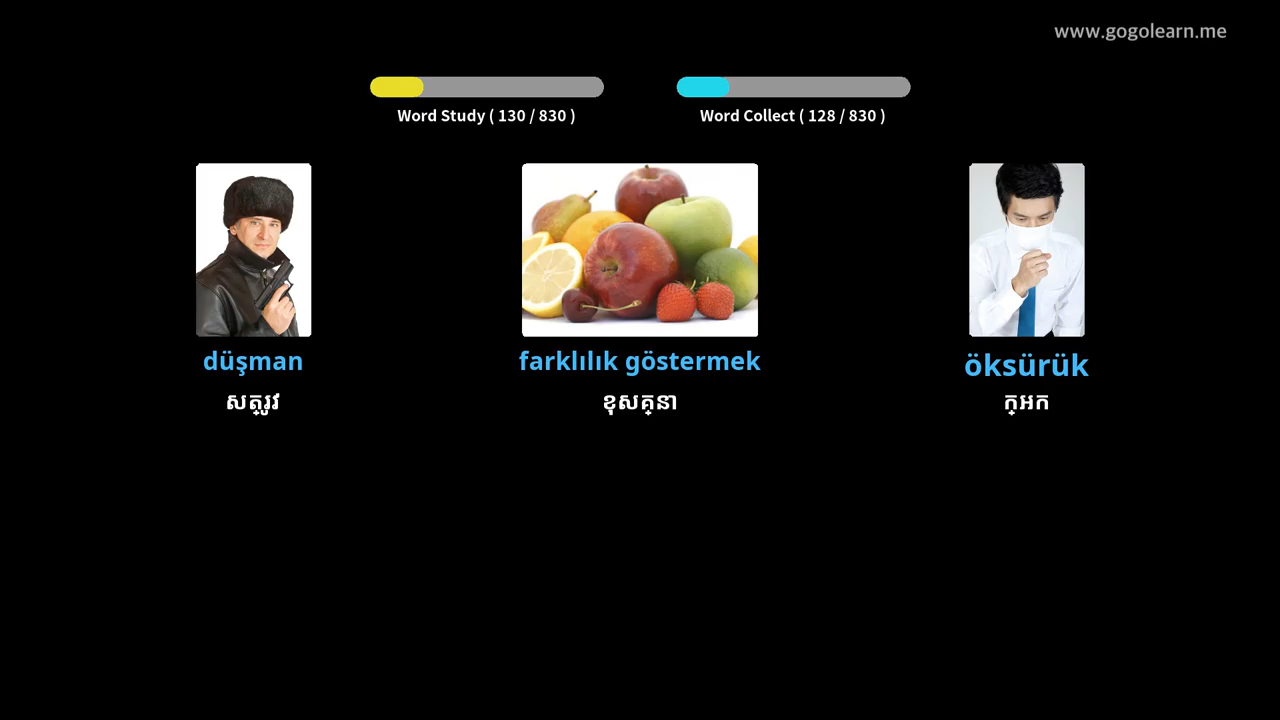 www.gogolearn.me
Word Study ( 130 / 830 )
Word Collect ( 128 / 830 )
düşman
farklılık göstermek
öksürük
សត្រូវ
ខុសគ្នា
ក្អក